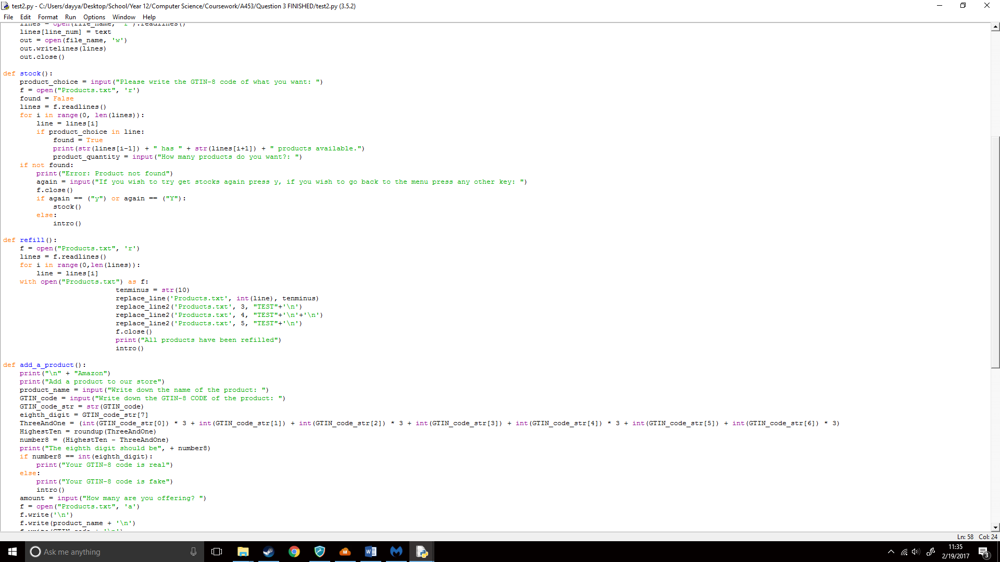 test2.py - C:/Users/dayya/Desktop/School/Year 12/Computer Science/Coursework/A453/Question 3 FINISHED/test2.py (3.5.2)
File Edit Format Run Options Window Help
    lines = open(file_name, 'r').readlines()
    lines[line_num] = text
    out = open(file_name, 'w')
    out.writelines(lines)
    out.close()

def stock():
    product_choice = input("Please write the GTIN-8 code of what you want: ")
    f = open("Products.txt", 'r')
    found = False
    lines = f.readlines()
    for i in range(0, len(lines)):
        line = lines[i]
        if product_choice in line:
            found = True
            print(str(lines[i-1]) + " has " + str(lines[i+1]) + " products available.")
            product_quantity = input("How many products do you want?: ")
    if not found:
        print("Error: Product not found")
        again = input("If you wish to try get stocks again press y, if you wish to go back to the menu press any other key: ")
        f.close()
        if again == ("y") or again == ("Y"):
            stock()
        else:
            intro()

def refill():
    f = open("Products.txt", 'r')
    lines = f.readlines()
    for i in range(0,len(lines)):
        line = lines[i]
    with open("Products.txt") as f:
                           tenminus = str(10)
                           replace_line('Products.txt', int(line), tenminus)
                           replace_line2('Products.txt', 3, "TEST"+'\n')
                           replace_line2('Products.txt', 4, "TEST"+'\n'+'\n')
                           replace_line2('Products.txt', 5, "TEST"+'\n')
                           f.close()
                           print("All products have been refilled")
                           intro()

def add_a_product():
    print("\n" + "Amazon")
    print("Add a product to our store")
    product_name = input("Write down the name of the product: ")
    GTIN_code = input("Write down the GTIN-8 CODE of the product: ")
    GTIN_code_str = str(GTIN_code)
    eighth_digit = GTIN_code_str[7]
    ThreeAndOne = (int(GTIN_code_str[0]) * 3 + int(GTIN_code_str[1]) + int(GTIN_code_str[2]) * 3 + int(GTIN_code_str[3]) + int(GTIN_code_str[4]) * 3 + int(GTIN_code_str[5]) + int(GTIN_code_str[6]) * 3)
    HighestTen = roundup(ThreeAndOne)
    number8 = (HighestTen - ThreeAndOne)
    print("The eighth digit should be", + number8)
    if number8 == int(eighth_digit):
        print("Your GTIN-8 code is real")
    else:
        print("Your GTIN-8 code is fake")
        intro()
    amount = input("How many are you offering? ")
    f = open("Products.txt", 'a')
    f.write('\n')
    f.write(product_name + '\n')
    f.write(GTIN_code + '\n')
Ln: 58 Col: 24
Ask me anything
11:35
2/19/2017
3